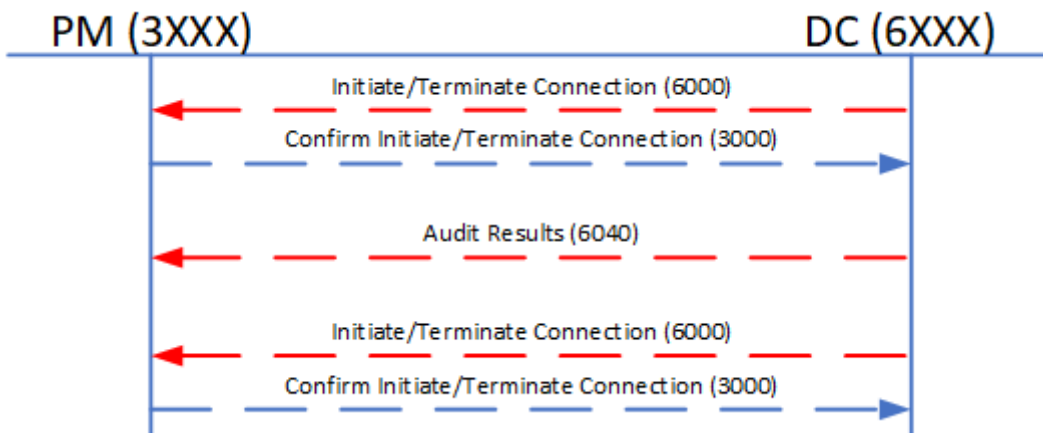 PM (3XXX)
DC (6XXX)
Initiate/Terminate Connection (6000)
Confirm Initiate/Terminate Connection (3000)
Audit Results (6040)
Initiate/Terminate Connection (6000)
Confirm Initiate/Terminate Connection (3000)